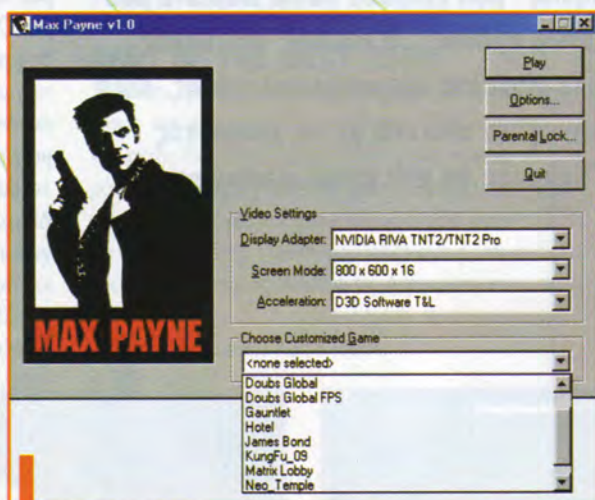 Max Payne v1.0
Play
Options...
Parental Lock...
Quit
MAX PAYNE
Video Settings
Display Adapter: NVIDIA RIVA TNT2/TNT2 Pro
Screen Mode: 800 x 600 x 16
Acceleration: D3D Software T&L
Choose Customized Game
<none selected>
Doubs Global
Doubs Global FPS
Gauntlet
Hotel
James Bond
KungFu_09
Matrix Lobby
Neo_Temple